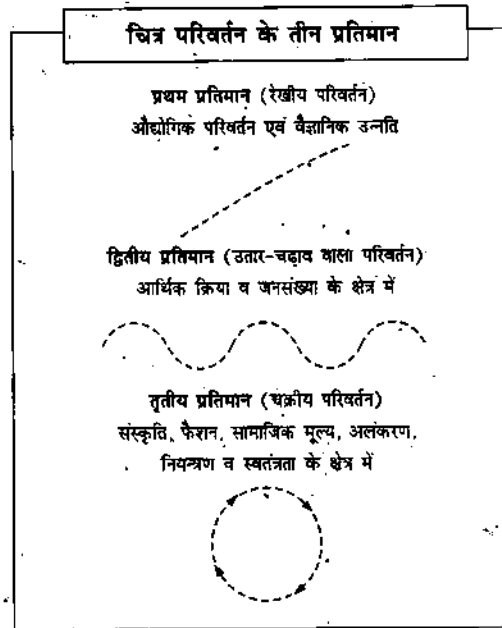 चित्र परिवर्तन के तीन प्रतिमान
प्रथम प्रतिमान (रेखीय परिवर्तन)
औद्योगिक परिवर्तन एवं वैज्ञानिक उन्नति
द्वितीय प्रतिमान (उतार-चढ़ाव वाला परिवर्तन)
आर्थिक क्रिया व जनसंख्या के क्षेत्र में
तृतीय प्रतिमान (चक्रीय परिवर्तन)
संस्कृति, फैशन, सामाजिक मूल्य, अलंकरण,
नियन्त्रण व स्वतंत्रता के क्षेत्र में